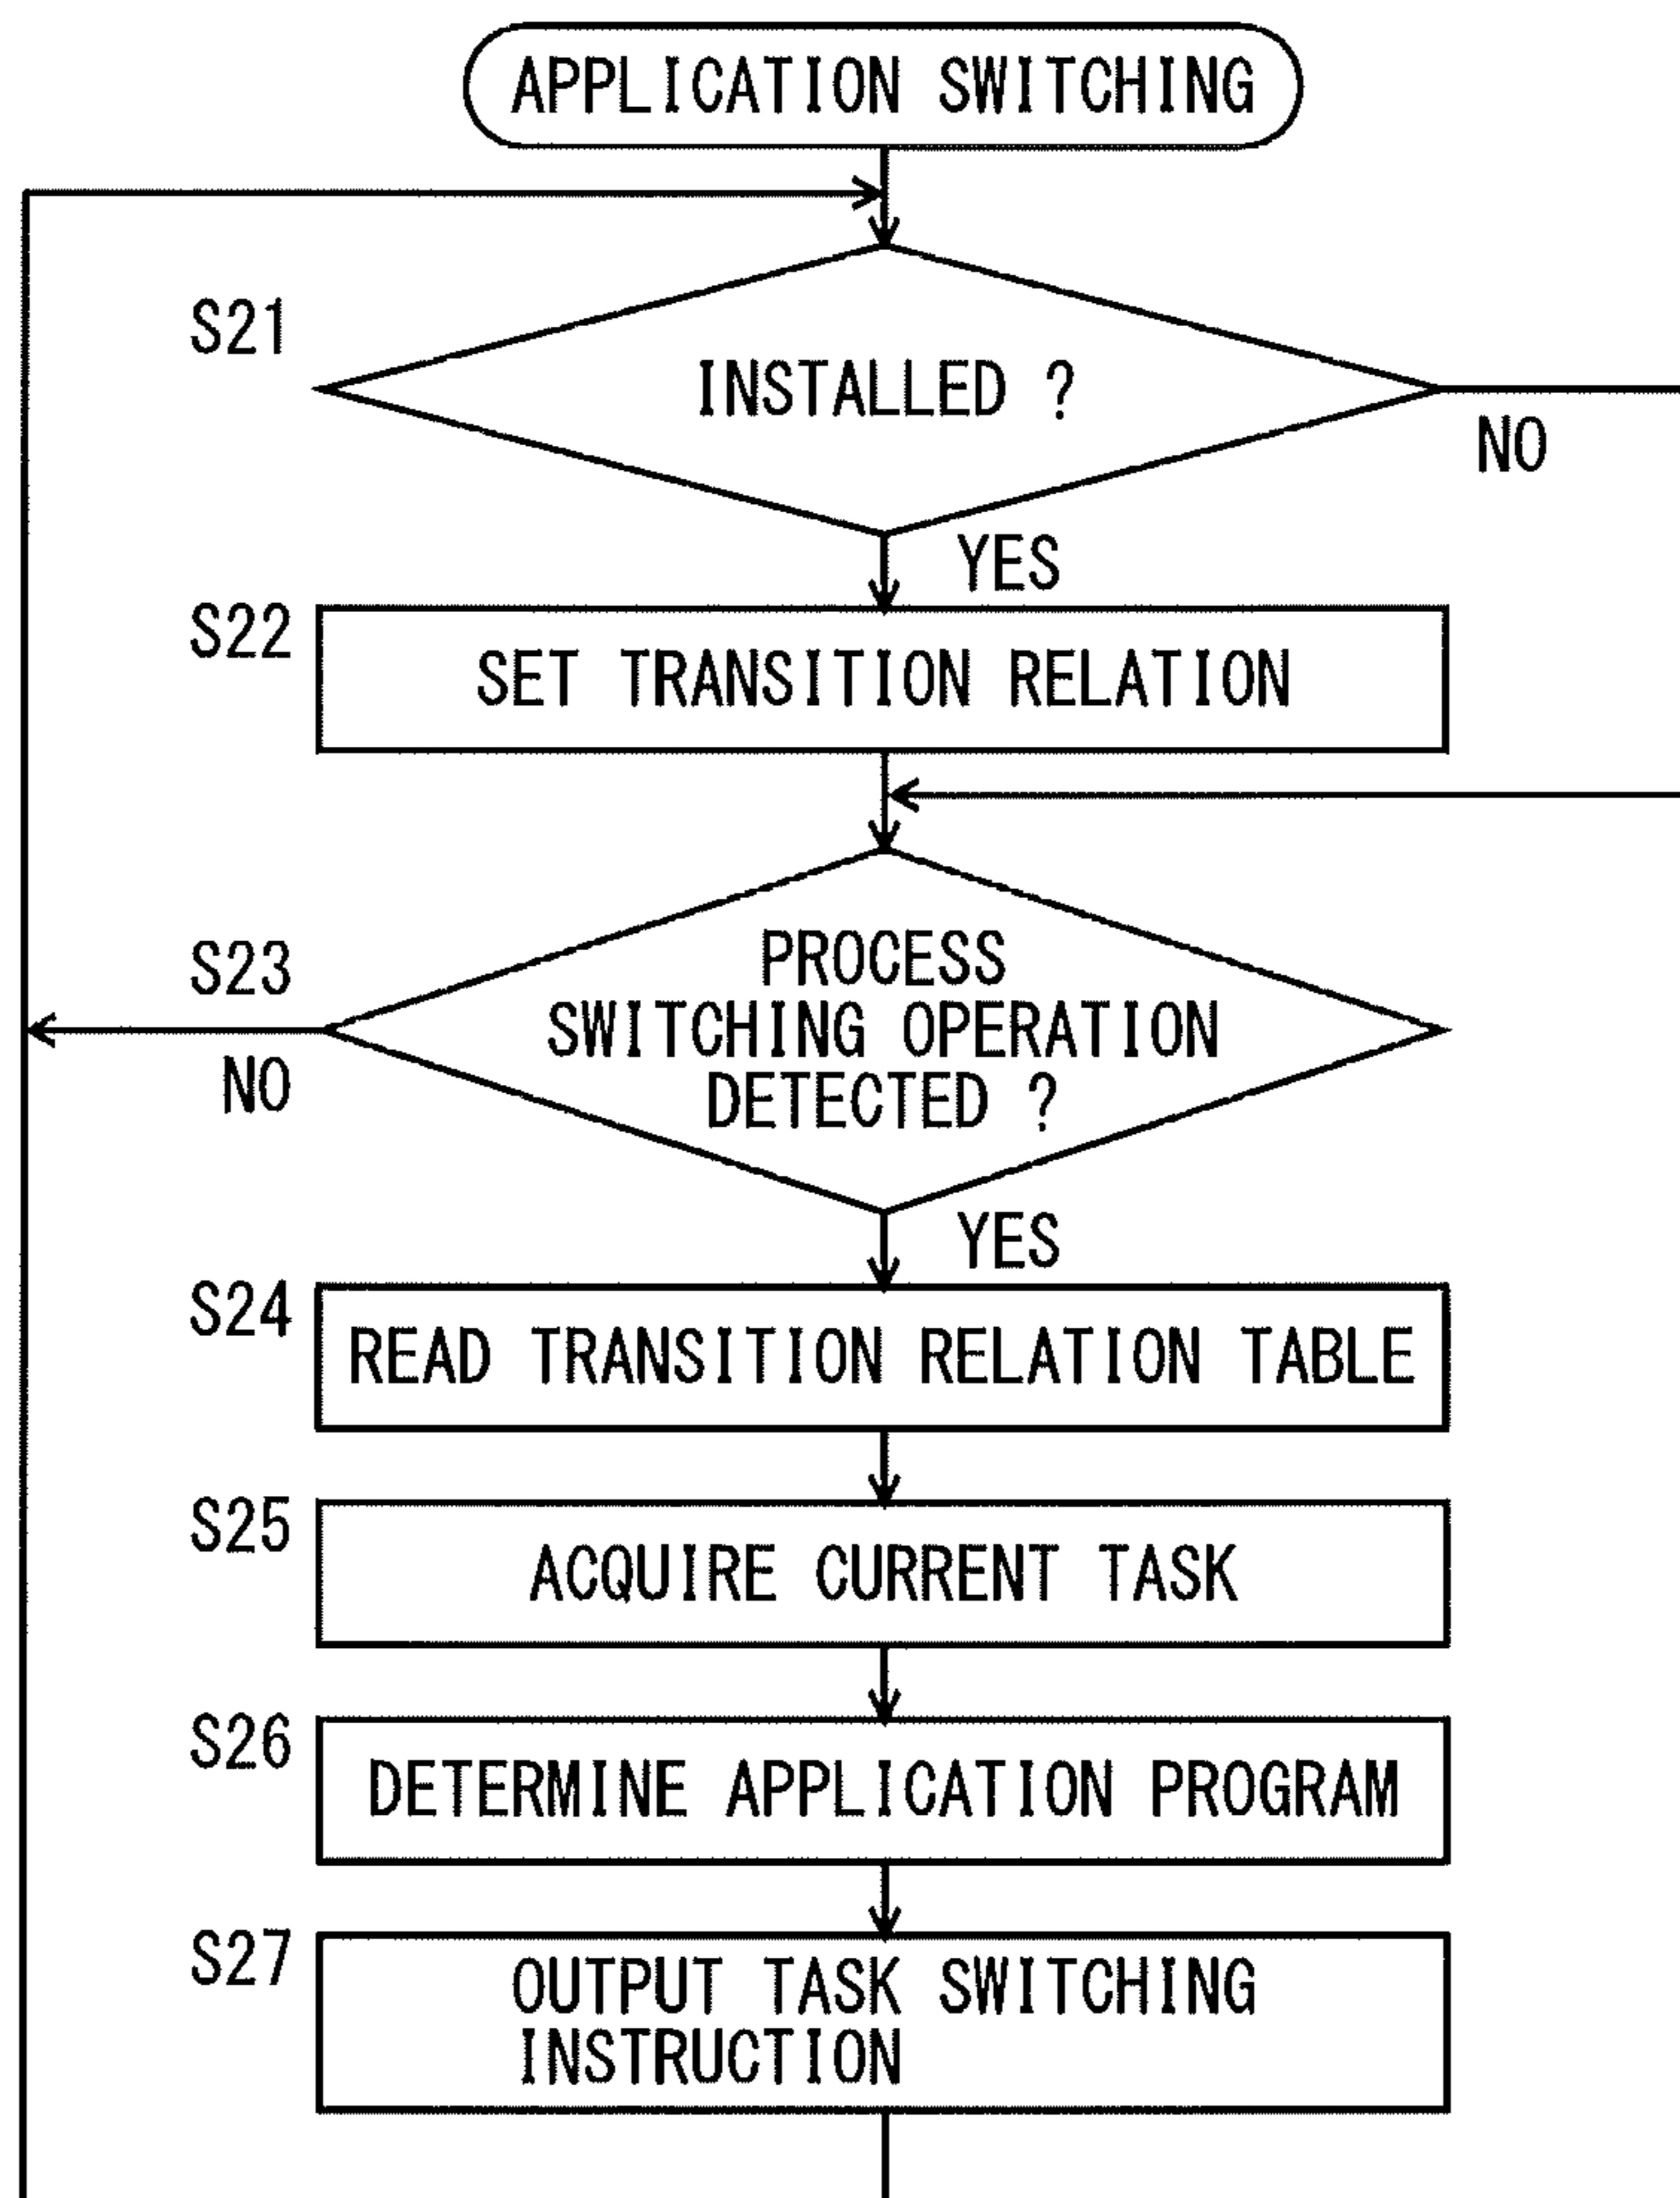 APPLICATION SWITCHING
S21
INSTALLED ?
NO
YES
S22
SET TRANSITION RELATION
S23
PROCESS
SWITCHING OPERATION
DETECTED ?
NO
YES
S24
READ TRANSITION RELATION TABLE
S25
ACQUIRE CURRENT TASK
S26
DETERMINE APPLICATION PROGRAM
S27
OUTPUT TASK SWITCHING
INSTRUCTION